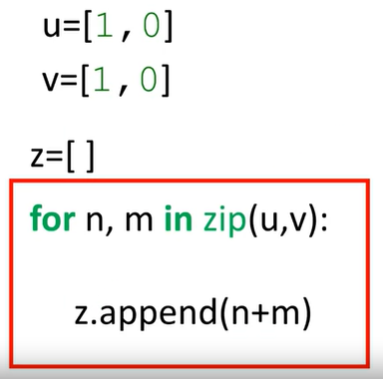 u=[1,0]
v=[1,0]
z=[ ]
for n, m in zip(u,v):
z.append(n+m)